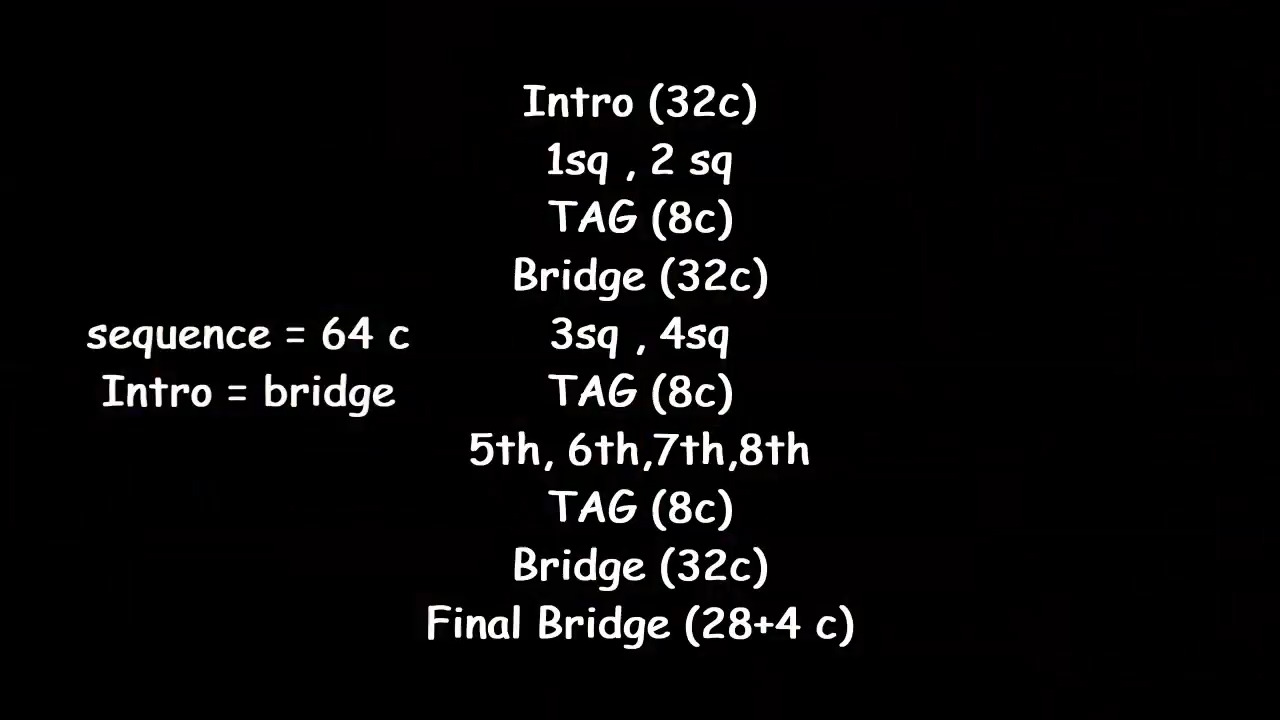 Intro (32c)
1sq , 2 sq
TAG (8c)
Bridge (32c)
sequence = 64 c
Intro = bridge
3sq , 4sq
TAG (8c)
5th, 6th,7th,8th
TAG (8c)
Bridge (32c)
Final Bridge (28+4 c)